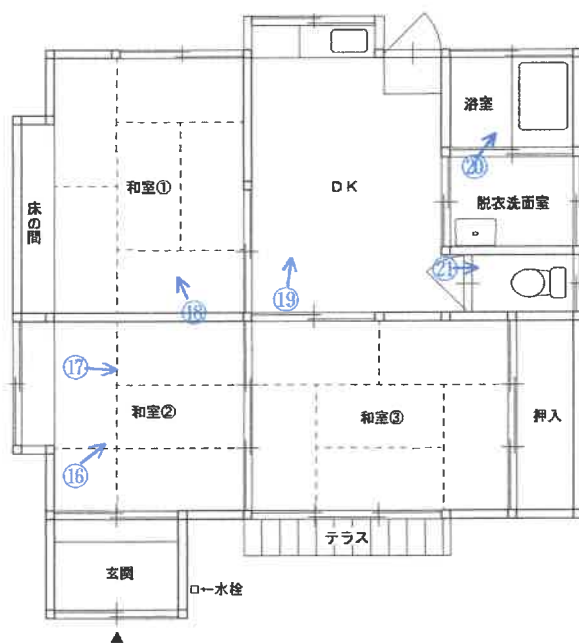 浴室
⑳
和室①
DK
脱衣洗面室
床の間
㉑
⑱
⑲
⑰
和室②
和室③
押入
⑯
テラス
玄関
水栓